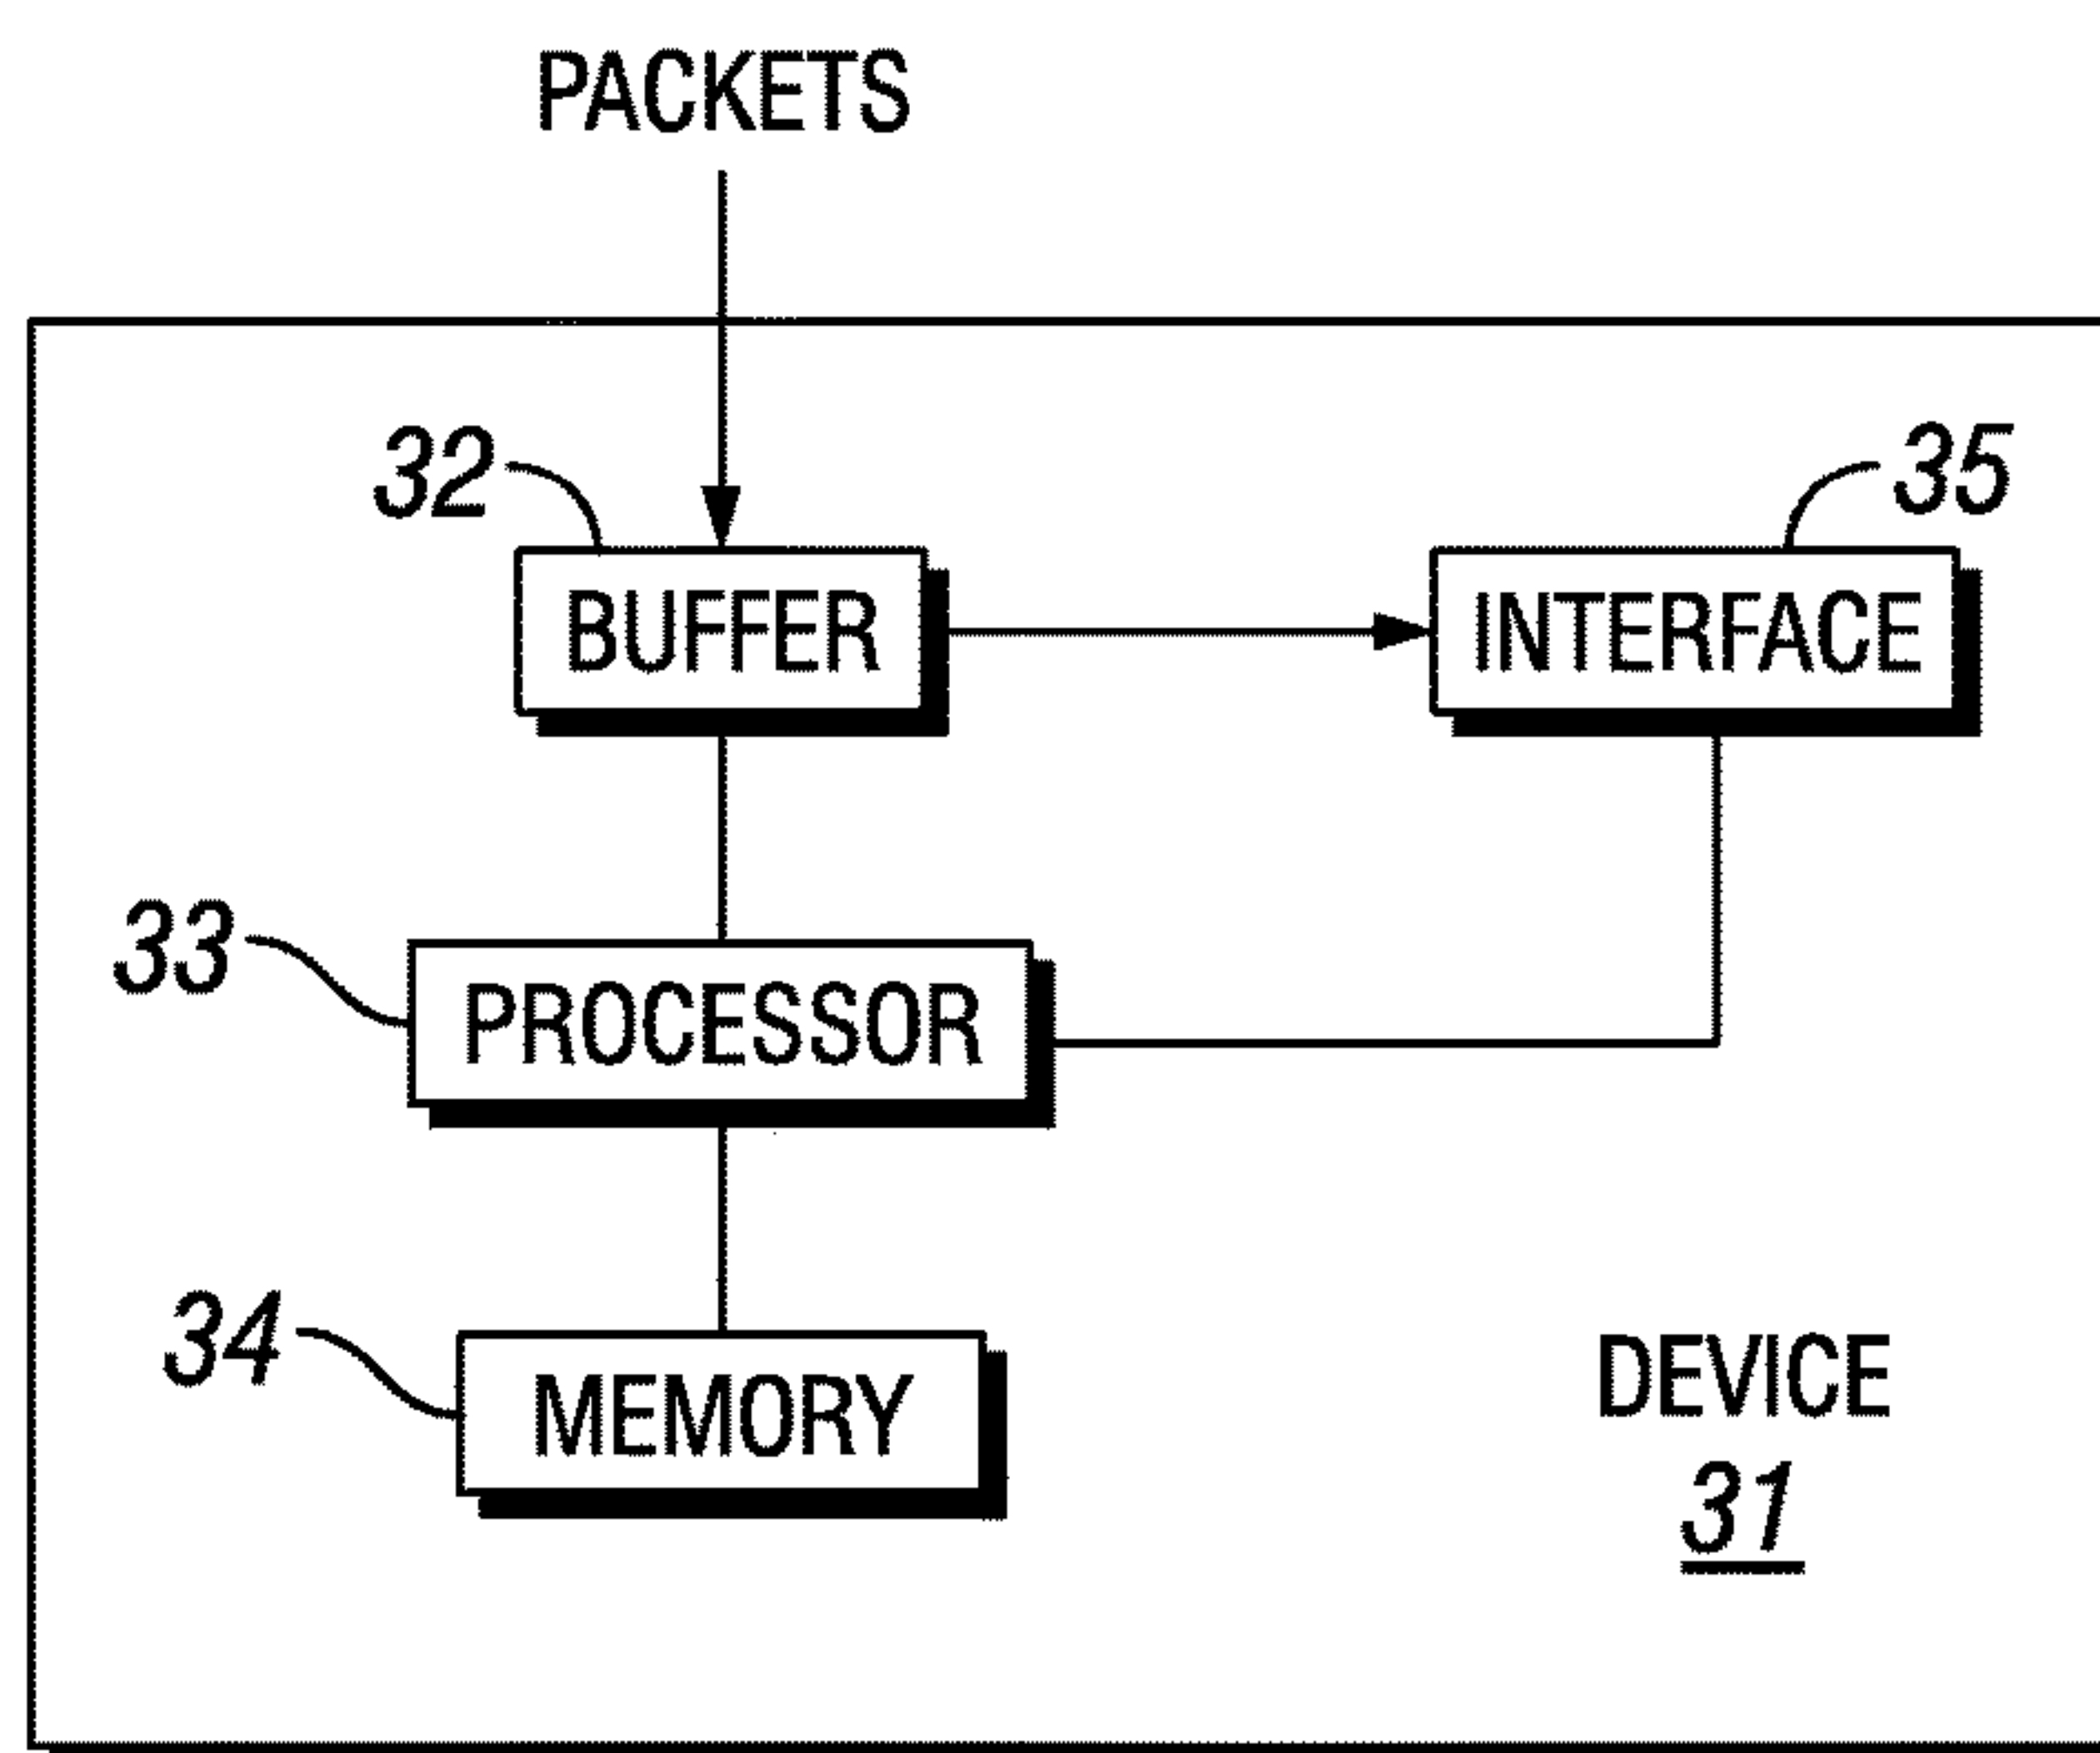 PACKETS
32
35
BUFFER
INTERFACE
33
PROCESSOR
34
MEMORY
DEVICE
31